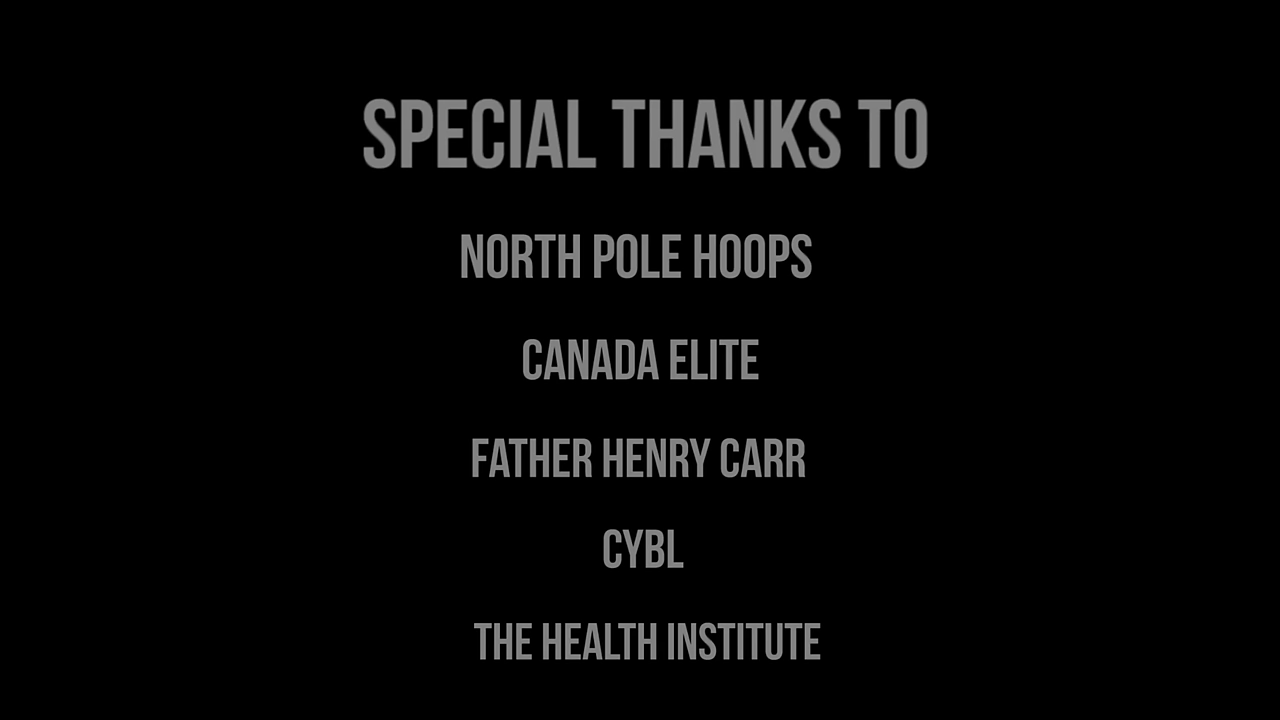 SPECIAL THANKS TO
NORTH POLE HOOPS
CANADA ELITE
FATHER HENRY CARR
CYBL
THE HEALTH INSTITUTE